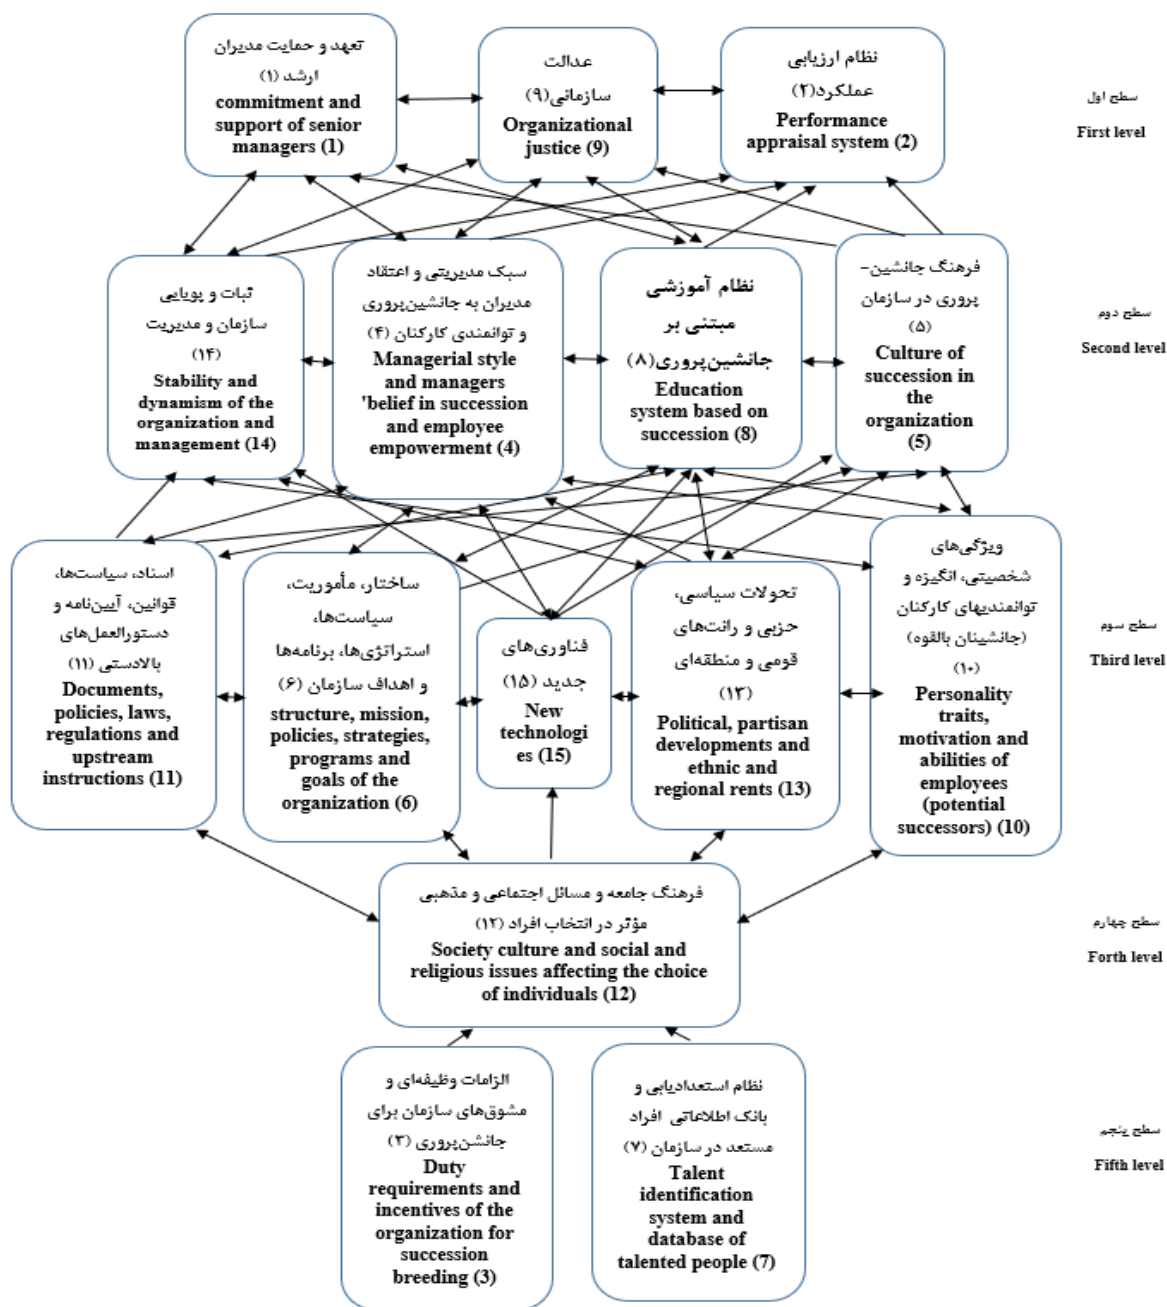 تعهد و حمایت مدیران
ارشد (۱)
commitment and
support of senior
managers (1)
عدالت
سازمانی(۹)
Organizational
justice (9)
نظام ارزیابی
عملکرد(۲)
Performance
appraisal system (2)
سطح اول
First level
ثبات و پویایی
سازمان و مدیریت
(۱۴)
Stability and
dynamism of the
organization and
management (14)
سبک مدیریتی و اعتقاد
مدیران به جانشین‌پروری
و توانمندی کارکنان (۴)
Managerial style
and managers
'belief in succession
and employee
empowerment (4)
نظام آموزشی
مبتنی بر
جانشین‌پروری(۸)
Education
system based on
succession (8)
فرهنگ جانشین-
پروری در سازمان
(۵)
Culture of
succession in
the
organization
(5)
سطح دوم
Second level
اسناد، سیاست‌ها،
قوانین، آیین‌نامه و
دستورالعمل‌های
بالادستی (۱۱)
Documents,
policies, laws,
regulations and
upstream
instructions (11)
ساختار، مأموریت،
سیاست‌ها،
استراتژی‌ها، برنامه‌ها
و اهداف سازمان (۶)
structure, mission,
policies, strategies,
programs and
goals of the
organization (6)
فناوری‌های
جدید (۱۵)
New
technologi
es (15)
تحولات سیاسی،
حزبی و رانت‌های
قومی و منطقه‌ای
(۱۳)
Political, partisan
developments and
ethnic and
regional rents (13)
ویژگی‌های
شخصیتی، انگیزه و
توانمندیهای کارکنان
(جانشینان بالقوه)
(۱۰)
Personality
traits,
motivation and
abilities of
employees
(potential
successors) (10)
سطح سوم
Third level
فرهنگ جامعه و مسائل اجتماعی و مذهبی
مؤثر در انتخاب افراد (۱۲)
Society culture and social and
religious issues affecting the choice
of individuals (12)
سطح چهارم
Forth level
الزامات وظیفه‌ای و
مشوق‌های سازمان برای
جانشن‌پروری (۳)
Duty
requirements and
incentives of the
organization for
succession
breeding (3)
نظام استعدادیابی و
بانک اطلاعاتی افراد
مستعد در سازمان (۷)
Talent
identification
system and
database of
talented people (7)
سطح پنجم
Fifth level